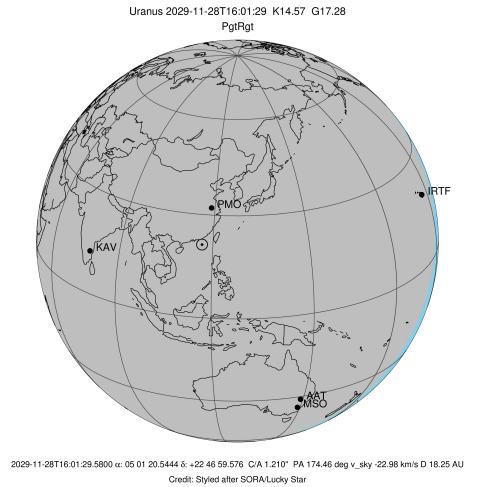 Uranus 2029-11-28T16:01:29 K14.57 G17.28
PgtRgt
IRTF
PMO
KAV
AAT
MSO
2029-11-28T16:01:29.5800 α: 05 01 20.5444 δ: +22 46 59.576 C/A 1.210" PA 174.46 deg v_sky -22.98 km/s D 18.25 AU
Credit: Styled after SORA/Lucky Star